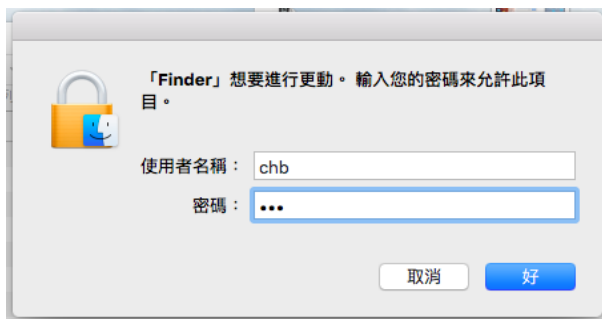 「Finder」想要進行更動。 輸入您的密碼來允許此項
目。
使用者名稱： chb
密碼： •••
取消 好